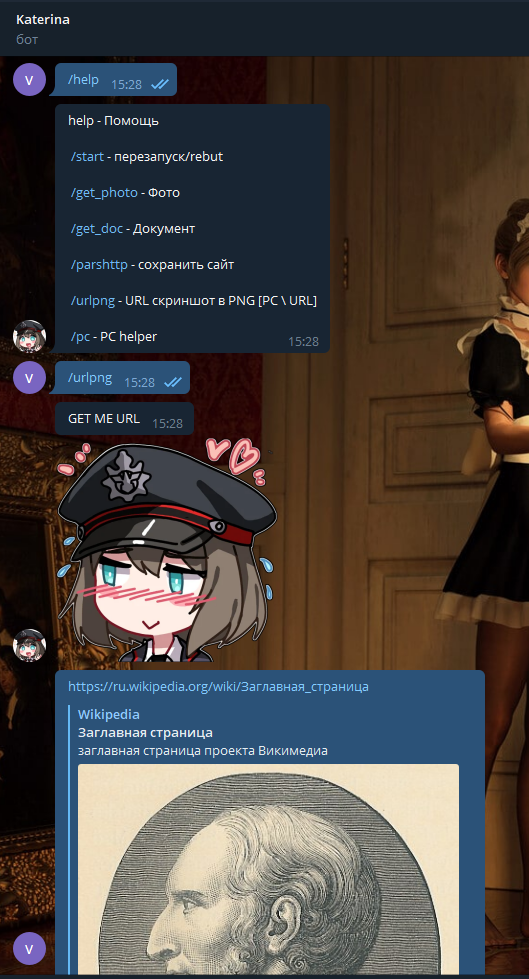 Katerina
бот
V
/help 15:28
help - Помощь
/start - перезапуск/rebut
/get_photo - Фото
/get_doc - Документ
/parshttp - сохранить сайт
/urlpng - URL скриншот в PNG [PC \ URL]
/pc - PC helper
15:28
V
/urlpng 15:28
GET ME URL 15:28
https://ru.wikipedia.org/wiki/Заглавная_страница
Wikipedia
Заглавная страница
заглавная страница проекта Викимедиа
V